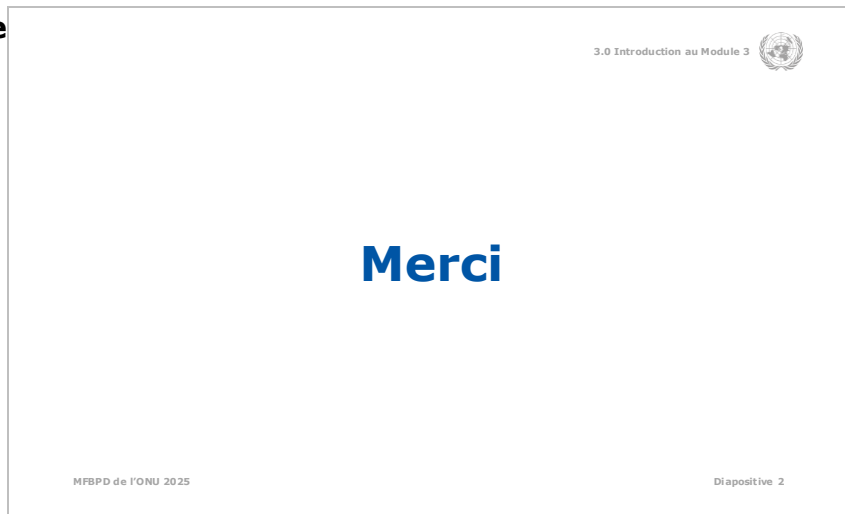 e
3.0 Introduction au Module 3
Merci
MFBPD de l'ONU 2025
Diapositive 2